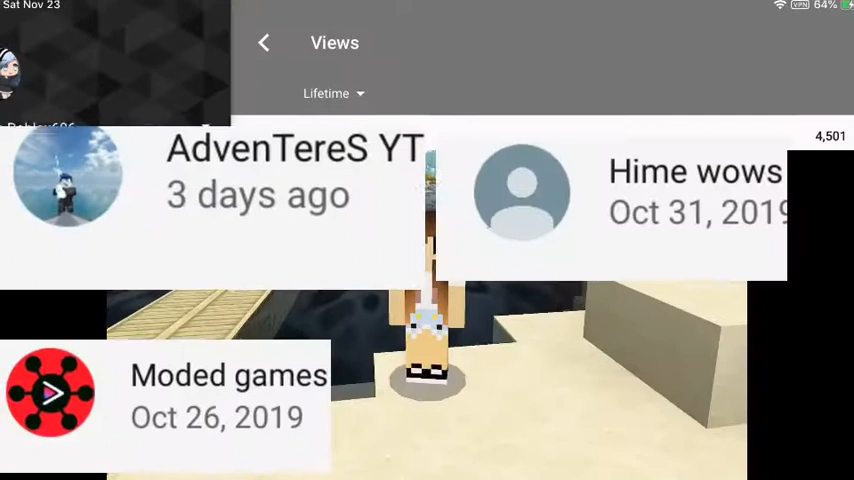 Sat Nov 23
VPN 64%
Views
Lifetime
4,501
AdvenTereS YT
3 days ago
Hime wows
Oct 31, 2019
Moded games
Oct 26, 2019